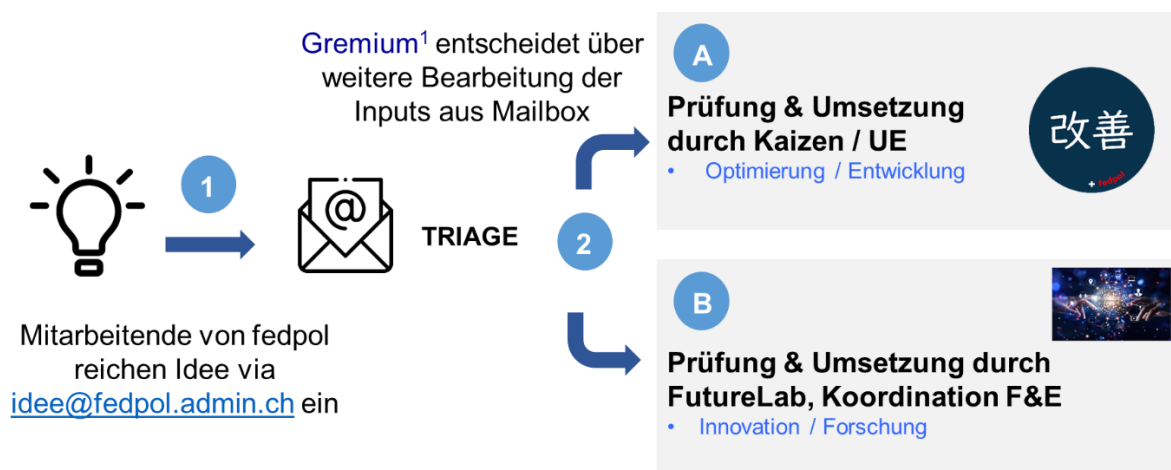 Gremium¹ entscheidet über
weitere Bearbeitung der
Inputs aus Mailbox
1
@
TRIAGE
2
Mitarbeitende von fedpol
reichen Idee via
idee@fedpol.admin.ch ein
A
Prüfung & Umsetzung
durch Kaizen / UE
• Optimierung / Entwicklung
改善
+ fedpol
B
Prüfung & Umsetzung durch
FutureLab, Koordination F&E
• Innovation / Forschung